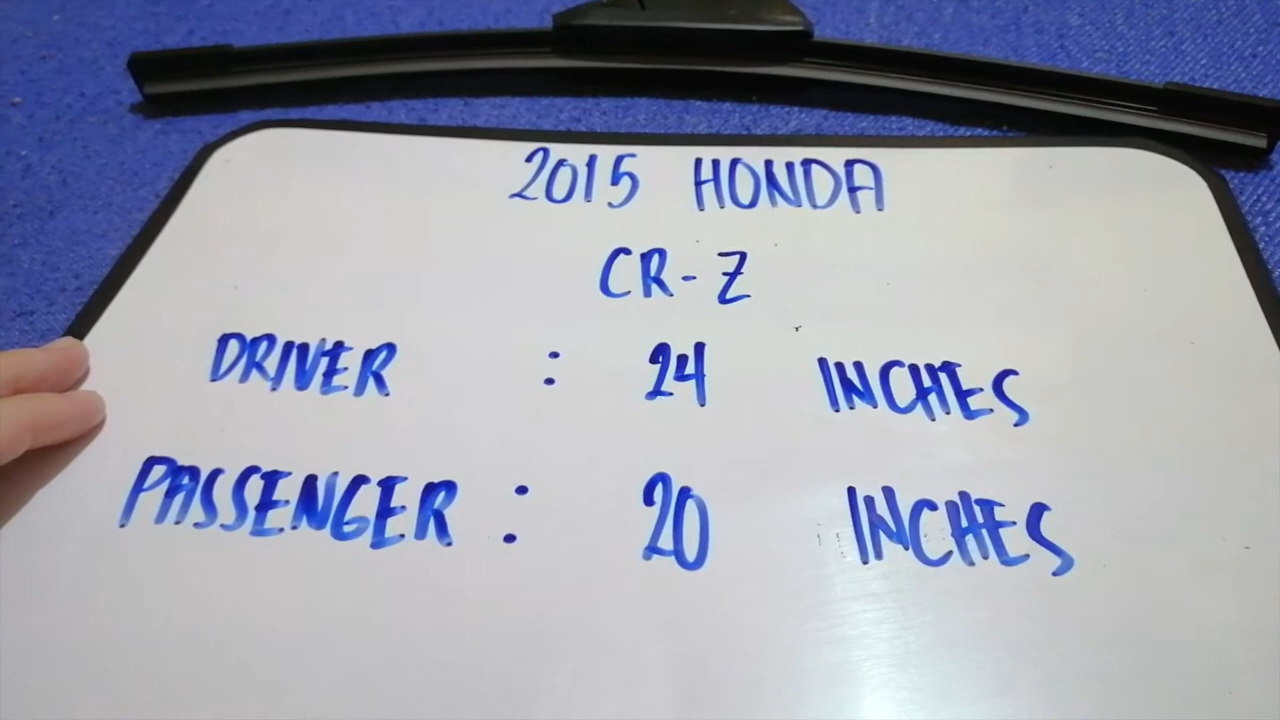 2015 HONDA
CR-Z
DRIVER : 24 INCHES
PASSENGER : 20 INCHES